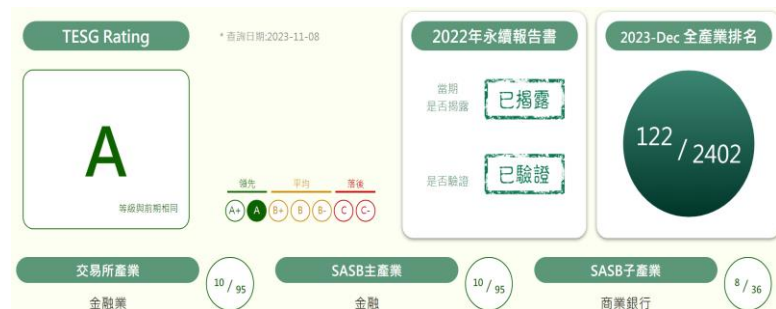 TESG Rating
* 查詢日期:2023-11-08
2022年永續報告書
2023-Dec 全產業排名
當期
是否揭露
已揭露
A
122 / 2402
領先 平均 落後
是否驗證
已驗證
等級與前期相同
A+ A B+ B B- C C-
交易所產業
10 / 95
SASB主產業
10 / 95
SASB子產業
8 / 36
金融業
金融
商業銀行